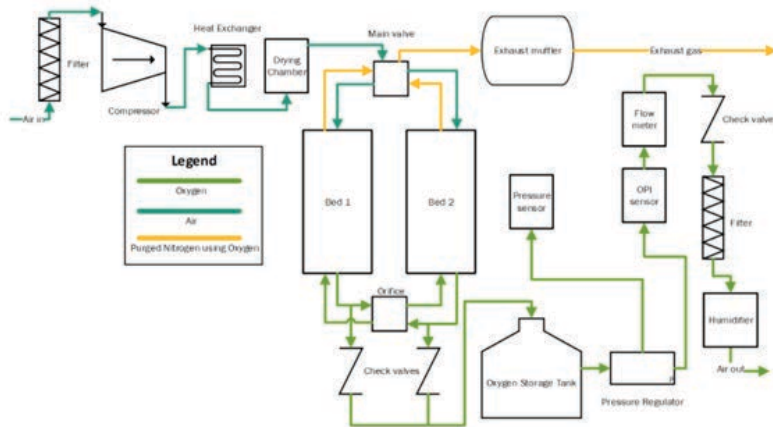 Heat Exchanger
Main valve
Filter
Drying
Chamber
Exhaust muffler
Exhaust gas
Air in
Compressor
Flow
meter
Check valve
Legend
Oxygen
Air
Purged Nitrogen using Oxygen
Bed 1
Bed 2
Pressure
sensor
OPI
sensor
Filter
Orifice
Humidifier
Check valves
Oxygen Storage Tank
Air out
Pressure Regulator